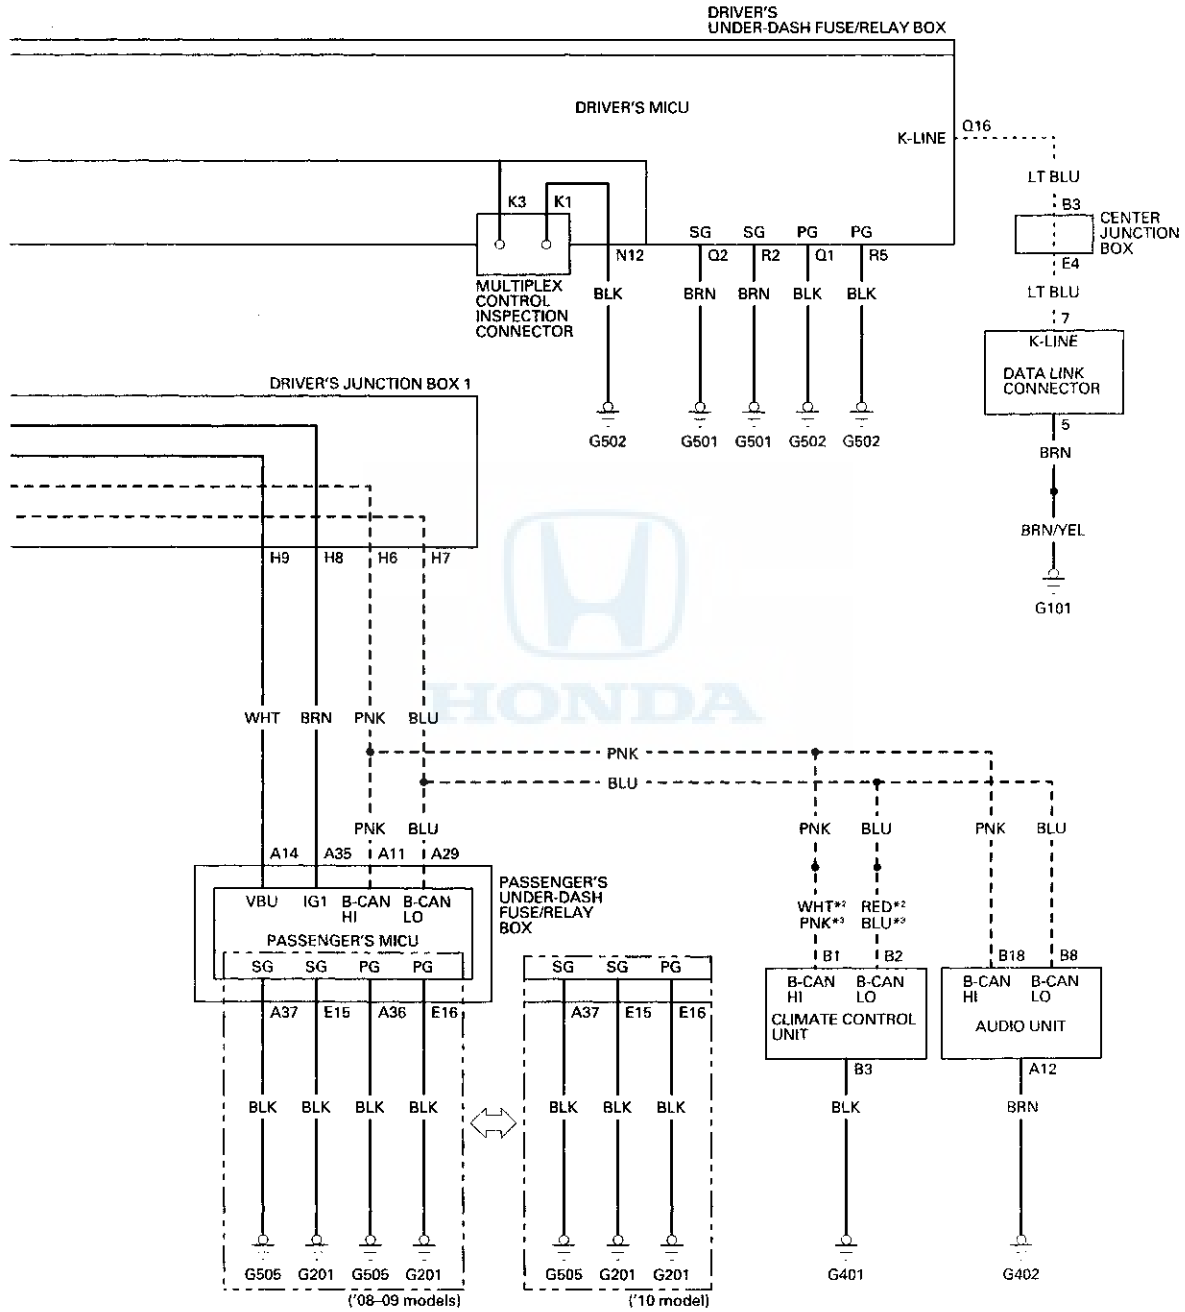 DRIVER'S
UNDER-DASH FUSE/RELAY BOX
DRIVER'S MICU
K-LINE
Q16
LT BLU
B3
CENTER
JUNCTION
BOX
E4
LT BLU
7
K-LINE
DATA LINK
CONNECTOR
5
BRN
BRN/YEL
G101
K3 K1
MULTIPLEX
CONTROL
INSPECTION
CONNECTOR
SG SG PG PG
N12 Q2 R2 Q1 R5
BLK BRN BRN BLK BLK
G502 G501 G501 G502 G502
DRIVER'S JUNCTION BOX 1
H9 H8 H6 H7
HONDA
WHT BRN PNK BLU
PNK
BLU
PNK BLU PNK BLU PNK BLU
A14 A35 A11 A29
PASSENGER'S
UNDER-DASH
FUSE/RELAY
BOX
VBU IG1 B-CAN HI B-CAN LO
PASSENGER'S MICU
SG SG PG PG
A37 E15 A36 E16
BLK BLK BLK BLK
G505 G201 G505 G201
('08–09 models)
SG SG PG
A37 E15 E16
BLK BLK BLK
G505 G201 G201
('10 model)
WHT*2 RED*2
PNK*3 BLU*3
B1 B2
B-CAN HI B-CAN LO
CLIMATE CONTROL
UNIT
B3
BLK
G401
B18 B8
B-CAN HI B-CAN LO
AUDIO UNIT
A12
BRN
G402